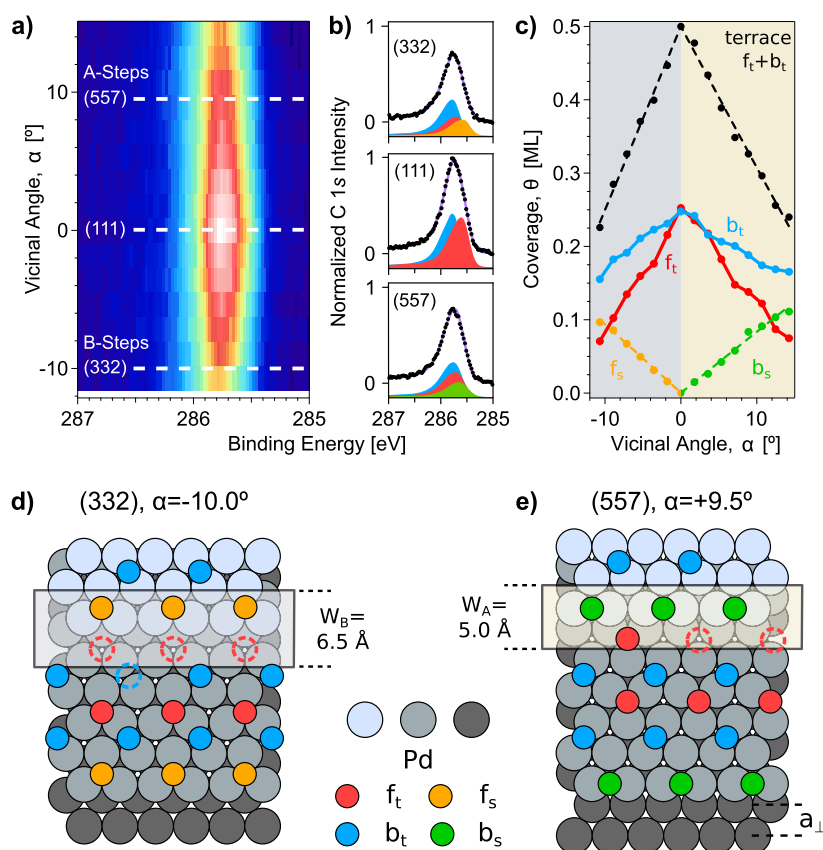 a)
A-Steps
(557)
(111)
B-Steps
(332)
10
0
-10
Vicinal Angle, α [º]
287
286
285
Binding Energy [eV]
b)
1
(332)
0
1
(111)
0
1
(557)
0
Normalized C 1s Intensity
287
286
285
c)
terrace
f_t+b_t
b_t
f_t
f_s
b_s
0.5
0.4
0.3
0.2
0.1
0.0
Coverage, θ [ML]
-10
0
10
Vicinal Angle, α [º]
d)
(332), α=-10.0º
W_B=
6.5 Å
e)
(557), α=+9.5º
W_A=
5.0 Å
a_⊥
Pd
f_t
f_s
b_t
b_s